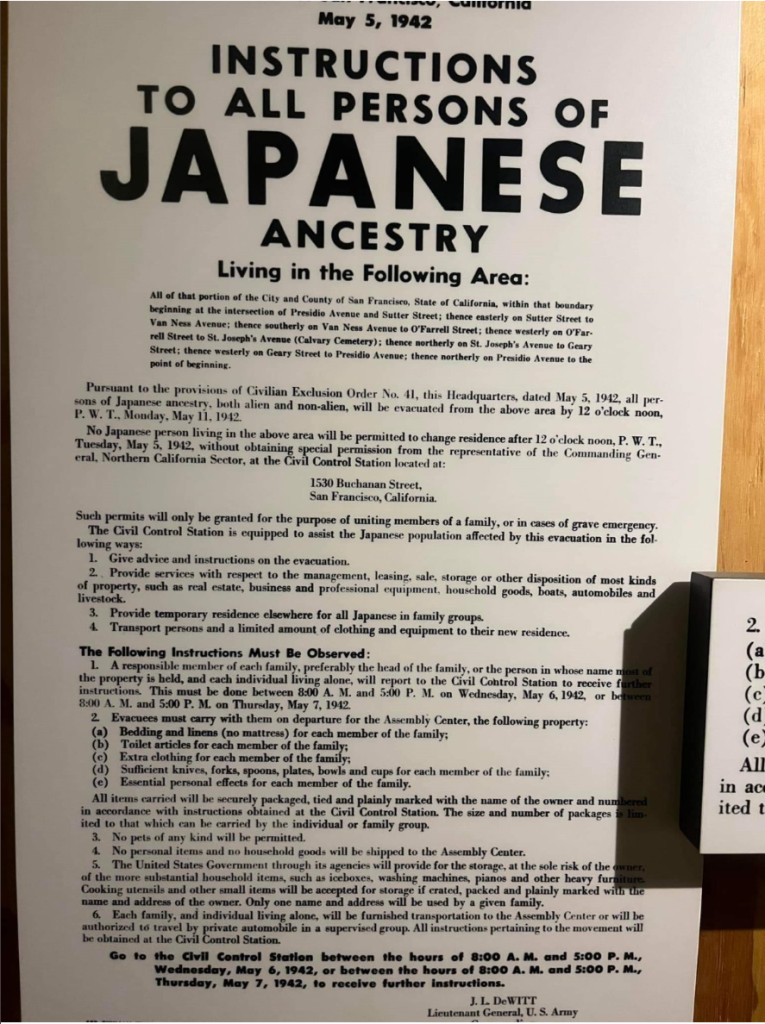 California
May 5, 1942
INSTRUCTIONS
TO ALL PERSONS OF
JAPANESE
ANCESTRY
Living in the Following Area:
All of that portion of the City and County of San Francisco, State of California, within that boundary
beginning at the intersection of Presidio Avenue and Sutter Street; thence easterly on Sutter Street to
Van Ness Avenue; thence southerly on Van Ness Avenue to O'Farrell Street; thence westerly on O'Far-
rell Street to St. Joseph's Avenue (Calvary Cemetery); thence northerly on St. Joseph's Avenue to Geary
Street; thence westerly on Geary Street to Presidio Avenue; thence northerly on Presidio Avenue to the
point of beginning.
Pursuant to the provisions of Civilian Exclusion Order No. 41, this Headquarters, dated May 5, 1942, all per-
sons of Japanese ancestry, both alien and non-alien, will be evacuated from the above area by 12 o'clock noon,
P. W. T., Monday, May 11, 1942.
No Japanese person living in the above area will be permitted to change residence after 12 o'clock noon, P. W. T.,
Tuesday, May 5, 1942, without obtaining special permission from the representative of the Commanding Gen-
eral, Northern California Sector, at the Civil Control Station located at:
1530 Buchanan Street,
San Francisco, California.
Such permits will only be granted for the purpose of uniting members of a family, or in cases of grave emergency.
The Civil Control Station is equipped to assist the Japanese population affected by this evacuation in the fol-
lowing ways:
1. Give advice and instructions on the evacuation.
2. Provide services with respect to the management, leasing, sale, storage or other disposition of most kinds
of property, such as real estate, business and professional equipment, household goods, boats, automobiles and
livestock.
3. Provide temporary residence elsewhere for all Japanese in family groups.
4. Transport persons and a limited amount of clothing and equipment to their new residence.
The Following Instructions Must Be Observed:
1. A responsible member of each family, preferably the head of the family, or the person in whose name most of
the property is held, and each individual living alone, will report to the Civil Control Station to receive further
instructions. This must be done between 8:00 A. M. and 5:00 P. M. on Wednesday, May 6, 1942, or between
8:00 A. M. and 5:00 P. M. on Thursday, May 7, 1942.
2. Evacuees must carry with them on departure for the Assembly Center, the following property:
(a) Bedding and linens (no mattress) for each member of the family;
(b) Toilet articles for each member of the family;
(c) Extra clothing for each member of the family;
(d) Sufficient knives, forks, spoons, plates, bowls and cups for each member of the family;
(e) Essential personal effects for each member of the family.
All items carried will be securely packaged, tied and plainly marked with the name of the owner and numbered
in accordance with instructions obtained at the Civil Control Station. The size and number of packages is lim-
ited to that which can be carried by the individual or family group.
3. No pets of any kind will be permitted.
4. No personal items and no household goods will be shipped to the Assembly Center.
5. The United States Government through its agencies will provide for the storage, at the sole risk of the owner,
of the more substantial household items, such as iceboxes, washing machines, pianos and other heavy furniture.
Cooking utensils and other small items will be accepted for storage if crated, packed and plainly marked with the
name and address of the owner. Only one name and address will be used by a given family.
6. Each family, and individual living alone, will be furnished transportation to the Assembly Center or will be
authorized to travel by private automobile in a supervised group. All instructions pertaining to the movement will
be obtained at the Civil Control Station.
Go to the Civil Control Station between the hours of 8:00 A. M. and 5:00 P. M.,
Wednesday, May 6, 1942, or between the hours of 8:00 A. M. and 5:00 P. M.,
Thursday, May 7, 1942, to receive further instructions.
J. L. DeWITT
Lieutenant General, U. S. Army
2.
(a
(b
(c)
(d
(e)
All
in acc
ited t